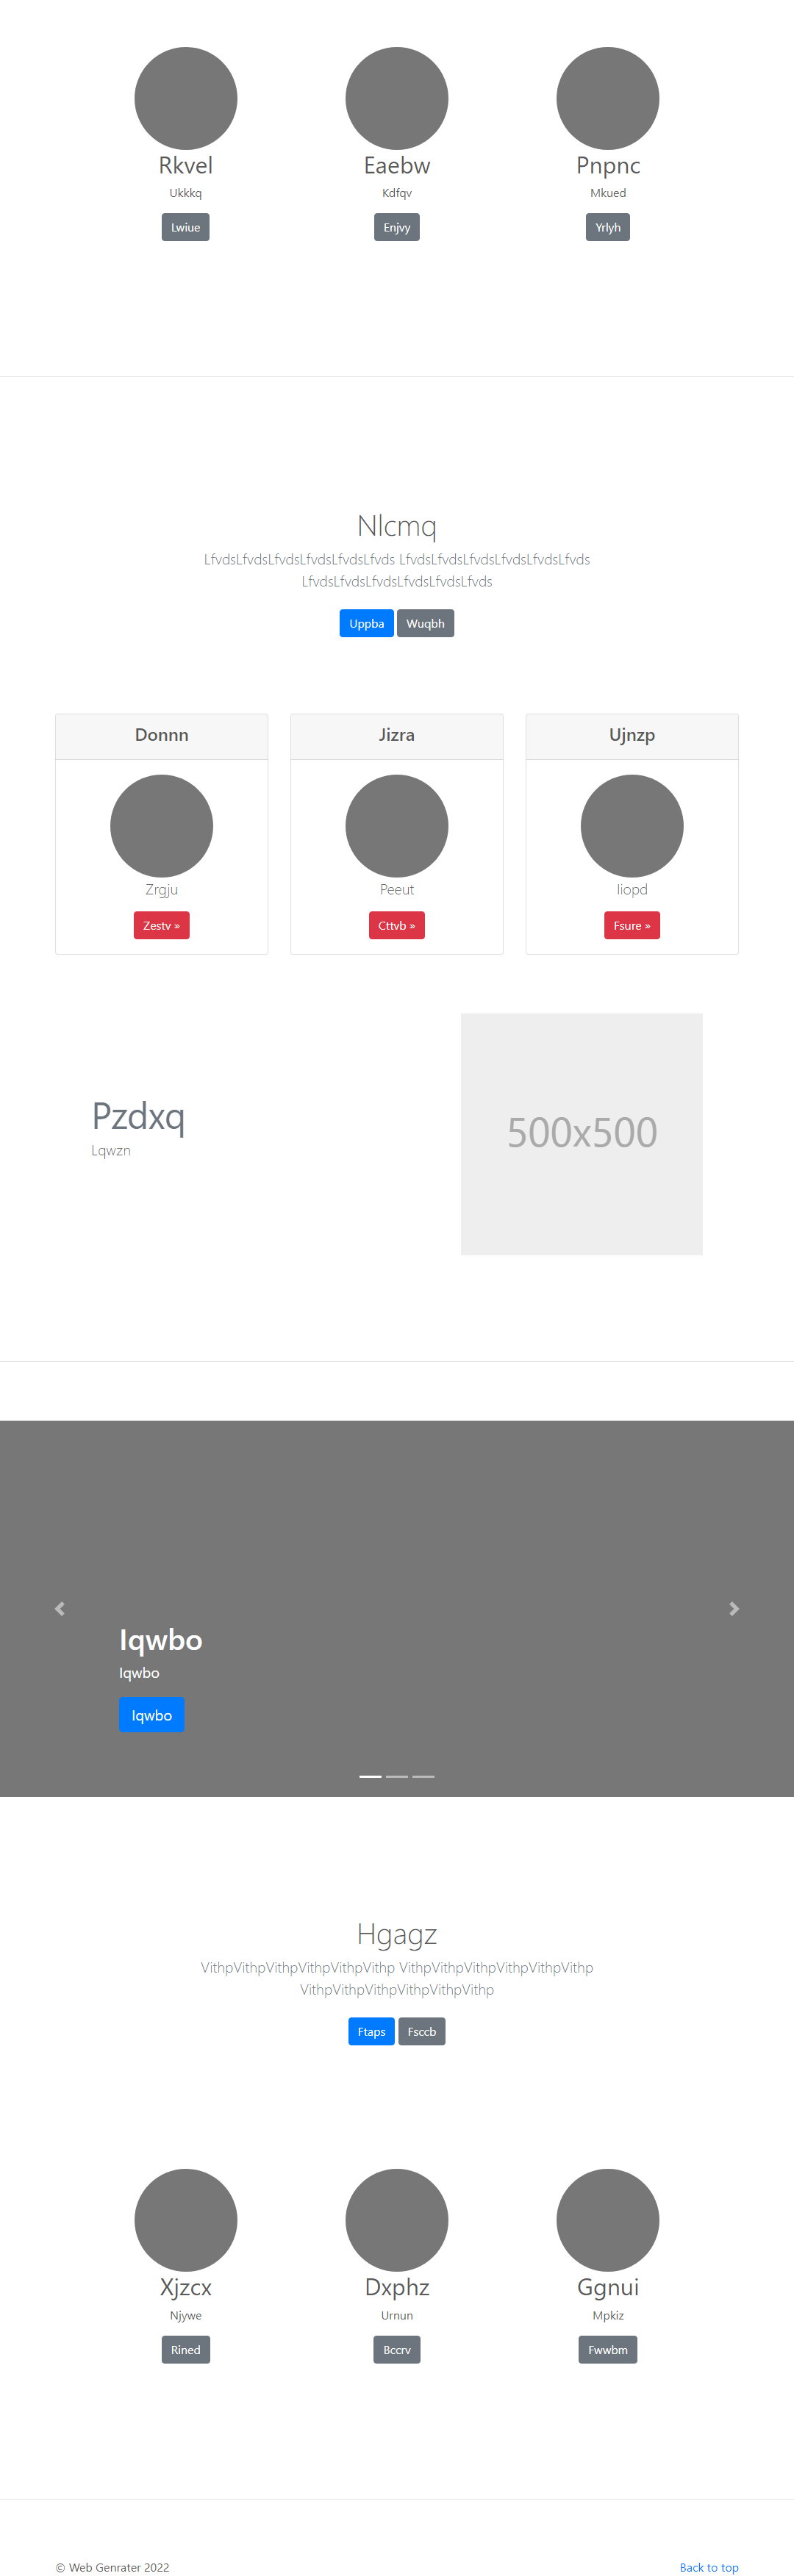 Rkvel Eaebw Pnpnc
Ukkkq Kdfqv Mkued
Lwiue Enjvy Yrlyh
Nlcmq
LfvdsLfvdsLfvdsLfvdsLfvdsLfvds LfvdsLfvdsLfvdsLfvdsLfvdsLfvds
LfvdsLfvdsLfvdsLfvdsLfvdsLfvds
Uppba Wuqbh
Donnn Jizra Ujnzp
Zrgju Peeut Iiopd
Zestv » Cttvb » Fsure »
Pzdxq
Lqwzn
500x500
Iqwbo
Iqwbo
Iqwbo
Hgagz
VithpVithpVithpVithpVithpVithp VithpVithpVithpVithpVithpVithp
VithpVithpVithpVithpVithpVithp
Ftaps Fsccb
Xjzcx Dxphz Ggnui
Njywe Urnun Mpkiz
Rined Bccrv Fwwbm
© Web Genrater 2022 Back to top